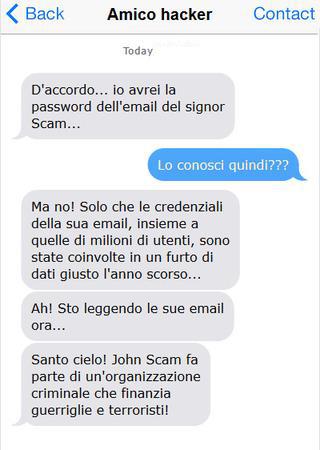 Back Amico hacker Contact
Today
D'accordo... io avrei la
password dell'email del signor
Scam...
Lo conosci quindi???
Ma no! Solo che le credenziali
della sua email, insieme a
quelle di milioni di utenti, sono
state coinvolte in un furto di
dati giusto l'anno scorso...
Ah! Sto leggendo le sue email
ora...
Santo cielo! John Scam fa
parte di un'organizzazione
criminale che finanzia
guerriglie e terroristi!